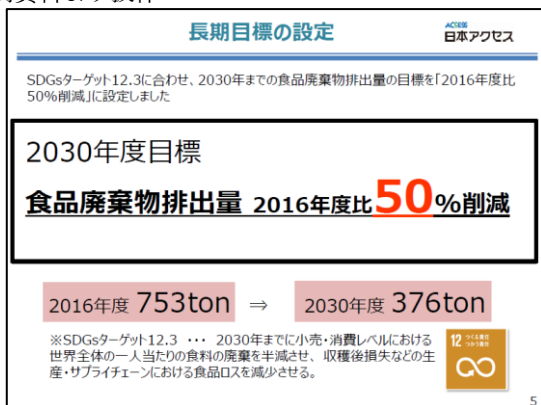 長期目標の設定
ACCESS
日本アクセス
SDGsターゲット12.3に合わせ、2030年までの食品廃棄物排出量の目標を「2016年度比
50%削減」に設定しました
2030年度目標
食品廃棄物排出量 2016年度比50%削減
2016年度 753ton ⇒ 2030年度 376ton
※SDGsターゲット12.3 ・・・ 2030年までに小売・消費レベルにおける
世界全体の一人当たりの食料の廃棄を半減させ、収穫後損失などの生
産・サプライチェーンにおける食品ロスを減少させる。
12 つくる責任
つかう責任
5